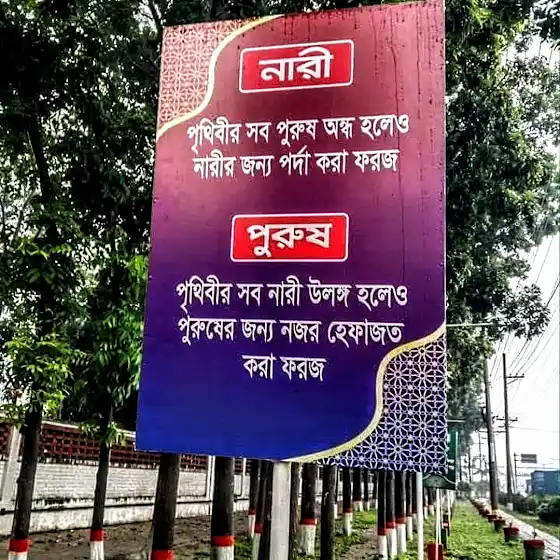 নারী
পৃথিবীর সব পুরুষ অন্ধ হলেও
নারীর জন্য পর্দা করা ফরজ
পুরুষ
পৃথিবীর সব নারী উলঙ্গ হলেও
পুরুষের জন্য নজর হেফাজত
করা ফরজ